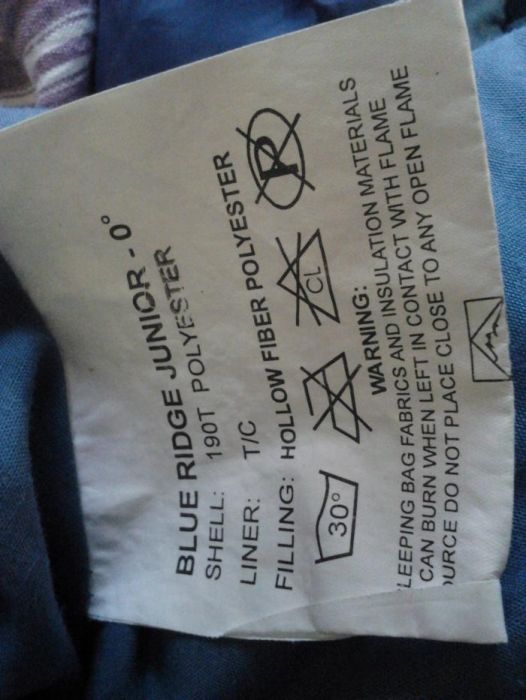 BLUE RIDGE JUNIOR - 0°
SHELL: 190T POLYESTER
LINER: T/C
FILLING: HOLLOW FIBER POLYESTER
30° CL P
WARNING:
LEEPING BAG FABRICS AND INSULATION MATERIALS
CAN BURN WHEN LEFT IN CONTACT WITH FLAME
OURCE DO NOT PLACE CLOSE TO ANY OPEN FLAME